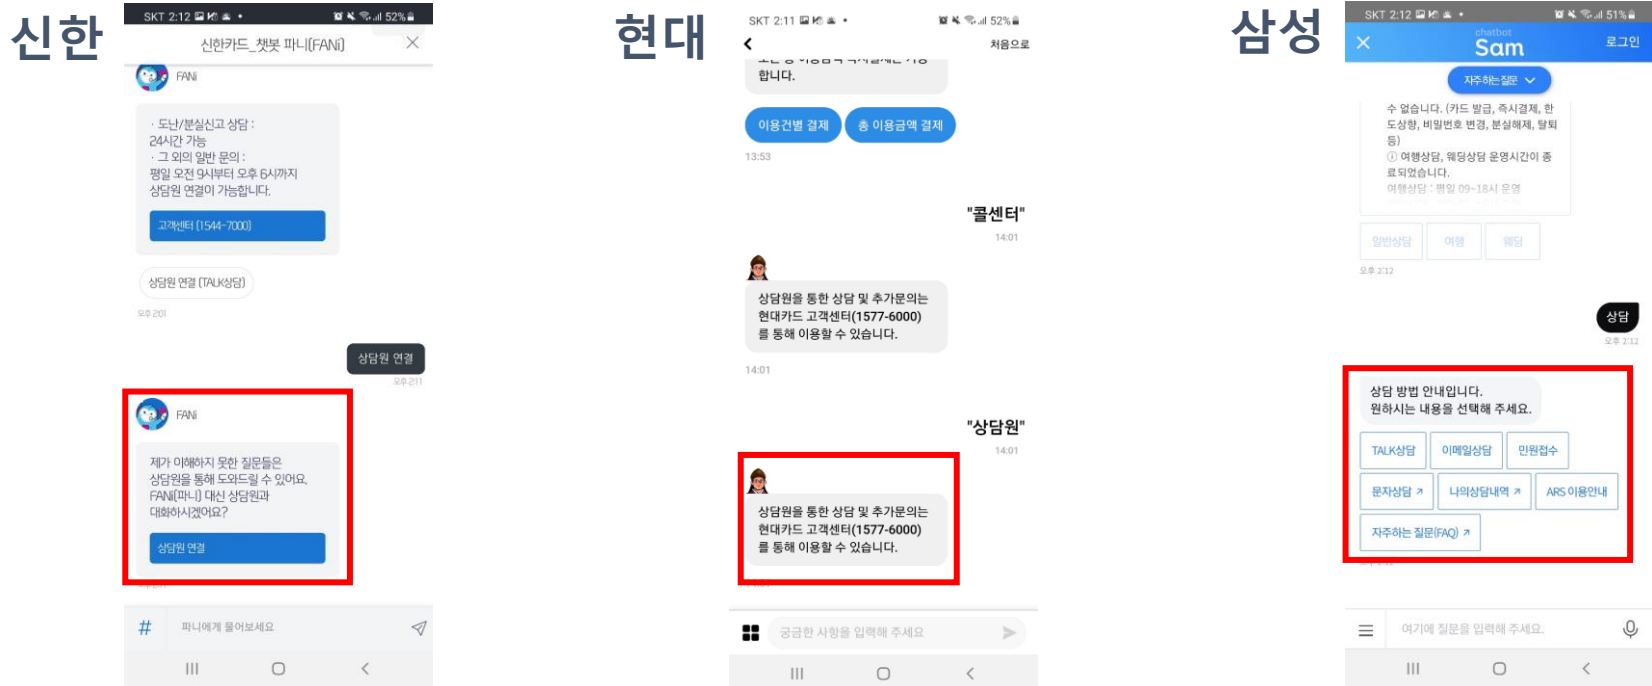 신한
SKT 2:12
52%
신한카드_챗봇 파니(FANi)
FANi
· 도난/분실신고 상담 :
24시간 가능
· 그 외의 일반 문의 :
평일 오전 9시부터 오후 6시까지
상담원 연결이 가능합니다.
고객센터 (1544-7000)
상담원 연결 (TALK상담)
오후 2:01
상담원 연결
오후 2:11
FANi
제가 이해하지 못한 질문들은
상담원을 통해 도와드릴 수 있어요.
FANi(파니) 대신 상담원과
대화하시겠어요?
상담원 연결
#
파니에게 물어보세요
현대
SKT 2:11
52%
처음으로
합니다.
이용건별 결제
총 이용금액 결제
13:53
"콜센터"
14:01
상담원을 통한 상담 및 추가문의는
현대카드 고객센터(1577-6000)
를 통해 이용할 수 있습니다.
14:01
"상담원"
14:01
상담원을 통한 상담 및 추가문의는
현대카드 고객센터(1577-6000)
를 통해 이용할 수 있습니다.
궁금한 사항을 입력해 주세요
삼성
SKT 2:12
51%
chatbot
Sam
로그인
자주하는질문
수 없습니다. (카드 발급, 즉시결제, 한
도상향, 비밀번호 변경, 분실해제, 탈퇴
등)
ⓘ 여행상담, 웨딩상담 운영시간이 종
료되었습니다.
여행상담 : 평일 09~18시 운영
일반상담
여행
웨딩
오후 2:12
상담
오후 2:12
상담 방법 안내입니다.
원하시는 내용을 선택해 주세요.
TALK상담
이메일상담
민원접수
문자상담
나의상담내역
ARS 이용안내
자주하는 질문(FAQ)
여기에 질문을 입력해 주세요.